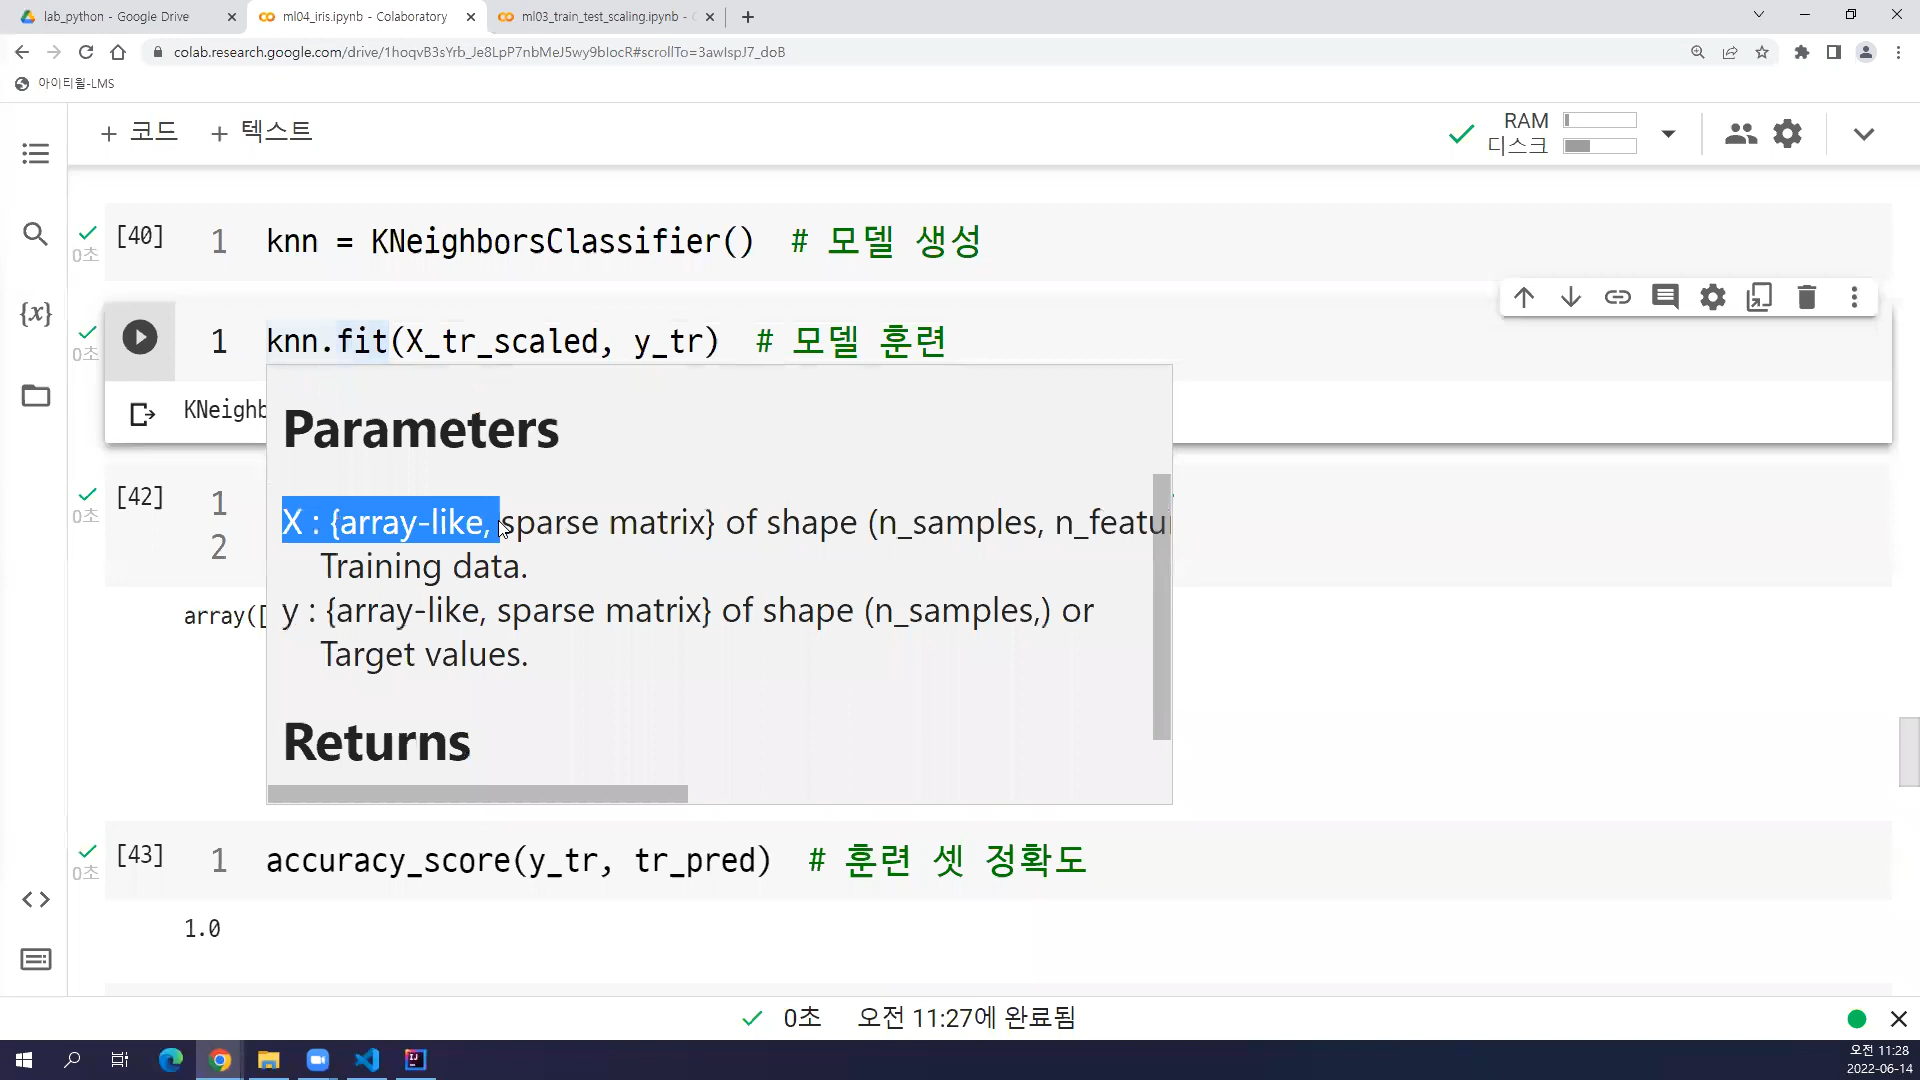 lab_python - Google Drive
ml04_iris.ipynb - Colaboratory
ml03_train_test_scaling.ipynb -
colab.research.google.com/drive/1hoqvB3sYrb_Je8LpP7nbMeJ5wy9bIocR#scrollTo=3awIspJ7_doB
아이티윌-LMS
+ 코드 + 텍스트
RAM
디스크
[40] 1 knn = KNeighborsClassifier() # 모델 생성
0초
1 knn.fit(X_tr_scaled, y_tr) # 모델 훈련
0초
KNeighb
Parameters
X : {array-like, sparse matrix} of shape (n_samples, n_featu
Training data.
y : {array-like, sparse matrix} of shape (n_samples,) or
Target values.
Returns
[42] 1
0초
2
array([
[43] 1 accuracy_score(y_tr, tr_pred) # 훈련 셋 정확도
0초
1.0
0초 오전 11:27에 완료됨
오전 11:28
2022-06-14